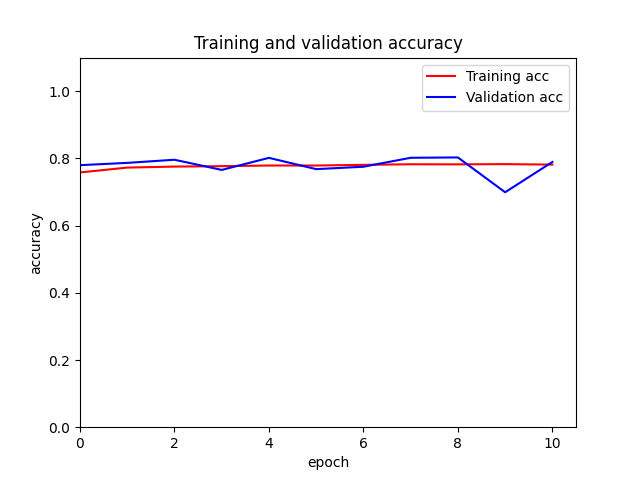 Training and validation accuracy
Training acc
Validation acc
1.0
0.8
0.6
0.4
0.2
0.0
accuracy
0 2 4 6 8 10
epoch